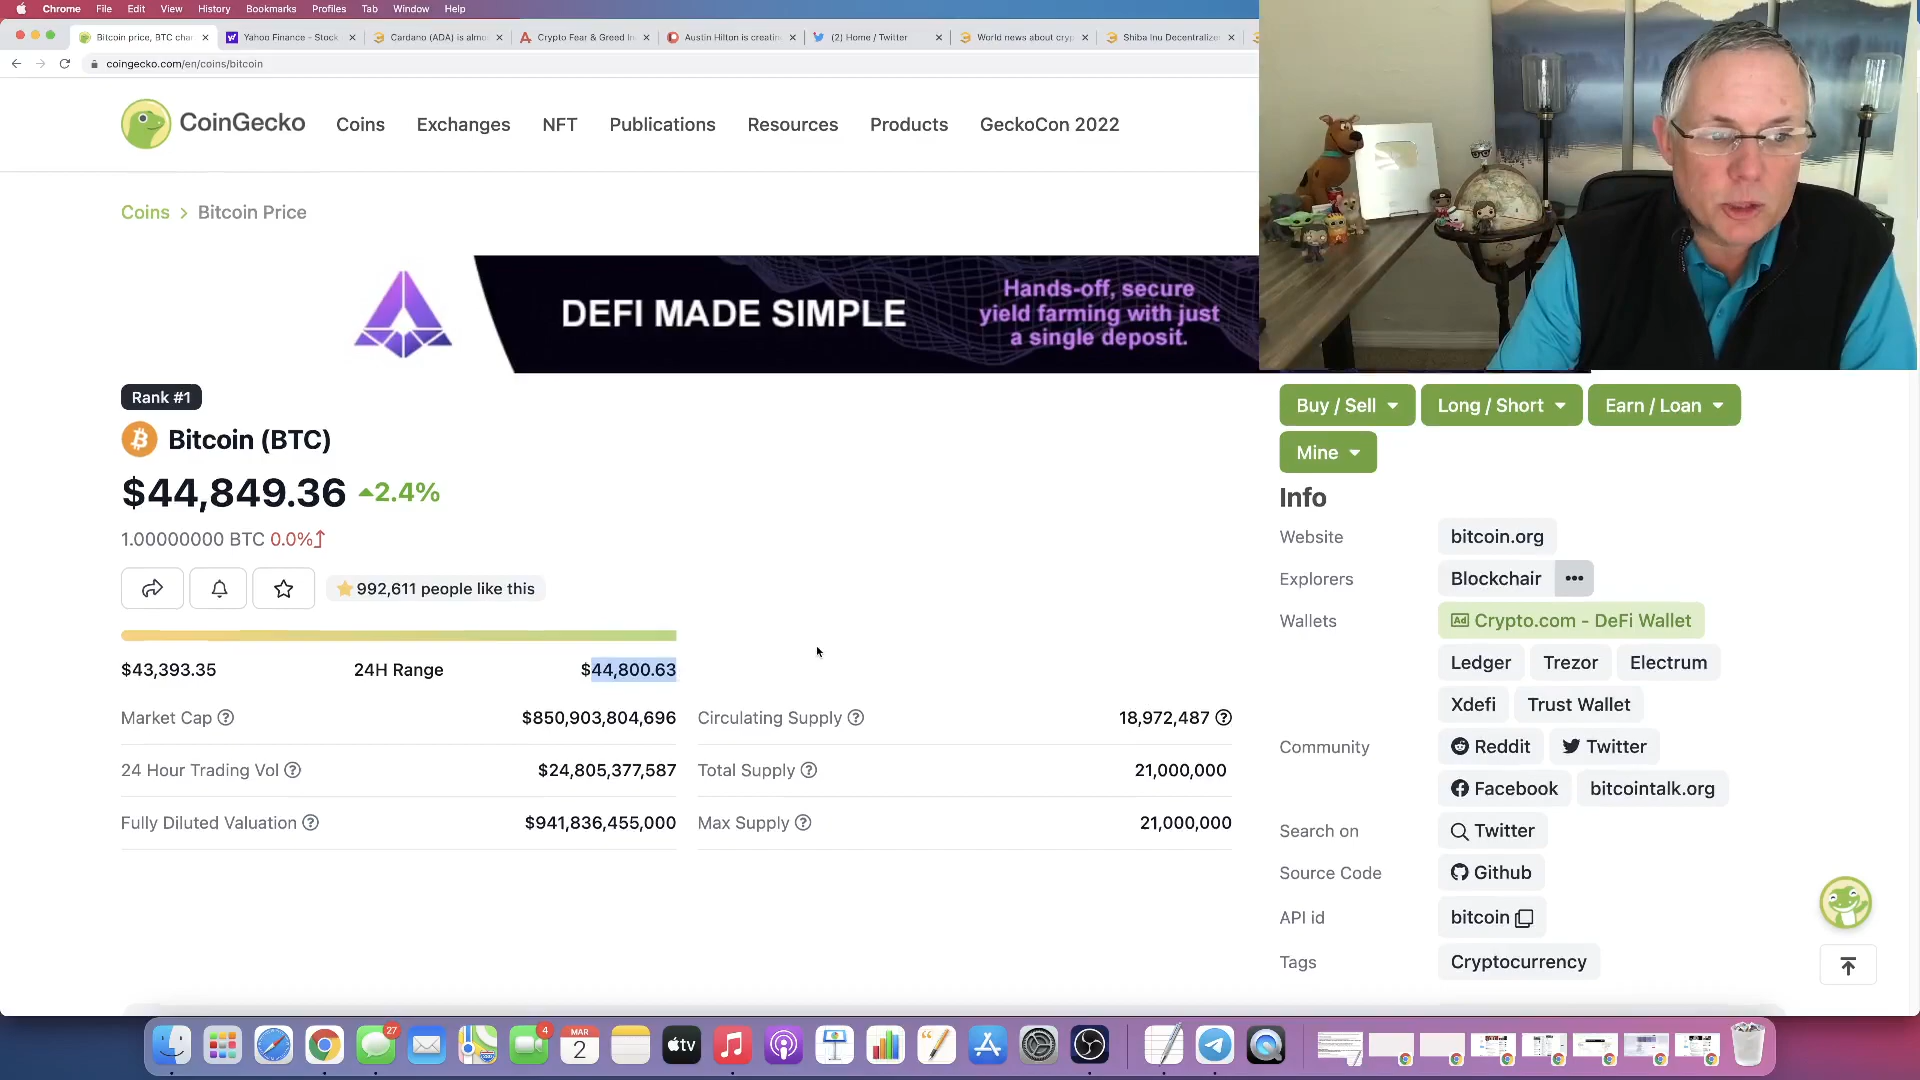 Chrome File Edit View History Bookmarks Profiles Tab Window Help
Bitcoin price, BTC char
Yahoo Finance - Stock
Cardano (ADA) is almo
Crypto Fear & Greed In
Austin Hilton is creatin
(2) Home / Twitter
World news about cryp
Shiba Inu Decentralize
coingecko.com/en/coins/bitcoin
CoinGecko
Coins Exchanges NFT Publications Resources Products GeckoCon 2022
Coins > Bitcoin Price
DEFI MADE SIMPLE
Hands-off, secure
yield farming with just
a single deposit.
Rank #1
Bitcoin (BTC)
$44,849.36 2.4%
1.00000000 BTC 0.0%
992,611 people like this
$43,393.35 24H Range $44,800.63
Market Cap $850,903,804,696
24 Hour Trading Vol $24,805,377,587
Fully Diluted Valuation $941,836,455,000
Circulating Supply 18,972,487
Total Supply 21,000,000
Max Supply 21,000,000
Buy / Sell Long / Short Earn / Loan
Mine
Info
Website bitcoin.org
Explorers Blockchair •••
Wallets Ad Crypto.com - DeFi Wallet
Ledger Trezor Electrum
Xdefi Trust Wallet
Community Reddit Twitter
Facebook bitcointalk.org
Search on Twitter
Source Code Github
API id bitcoin
Tags Cryptocurrency
27
4
MAR
2
tv